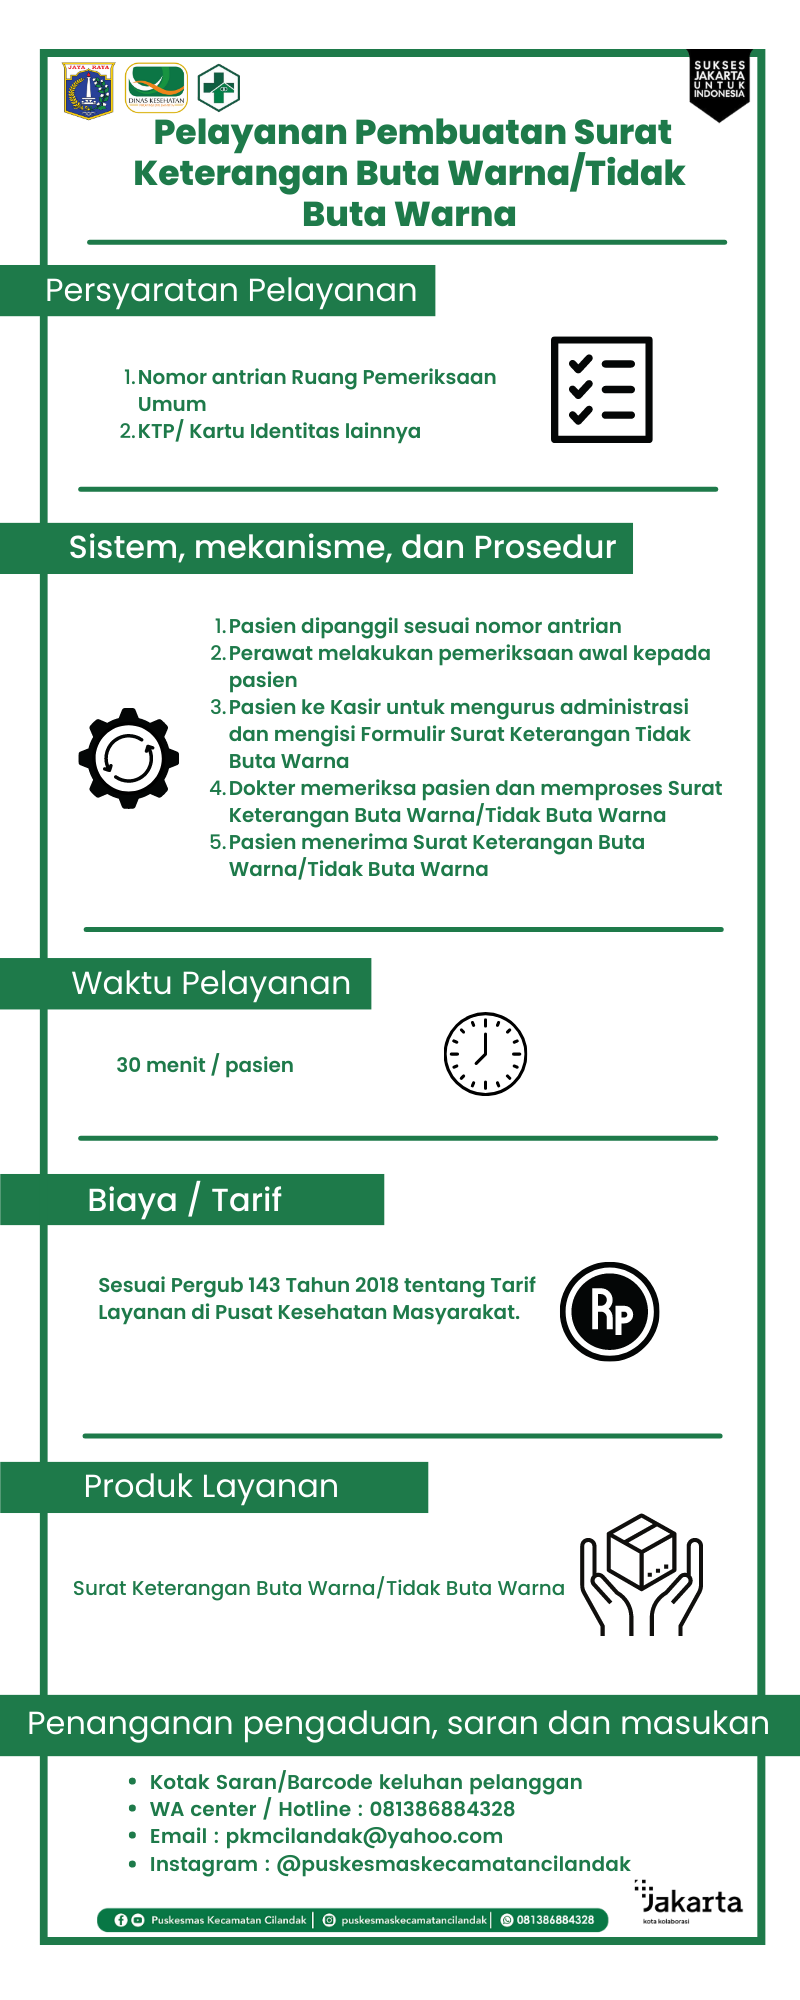 JAYA RAYA
DINAS KESEHATAN
SUKSES
JAKARTA
UNTUK
INDONESIA
Pelayanan Pembuatan Surat
Keterangan Buta Warna/Tidak
Buta Warna
Persyaratan Pelayanan
1. Nomor antrian Ruang Pemeriksaan
Umum
2. KTP/ Kartu Identitas lainnya
Sistem, mekanisme, dan Prosedur
1. Pasien dipanggil sesuai nomor antrian
2. Perawat melakukan pemeriksaan awal kepada
pasien
3. Pasien ke Kasir untuk mengurus administrasi
dan mengisi Formulir Surat Keterangan Tidak
Buta Warna
4. Dokter memeriksa pasien dan memproses Surat
Keterangan Buta Warna/Tidak Buta Warna
5. Pasien menerima Surat Keterangan Buta
Warna/Tidak Buta Warna
Waktu Pelayanan
30 menit / pasien
Biaya / Tarif
Sesuai Pergub 143 Tahun 2018 tentang Tarif
Layanan di Pusat Kesehatan Masyarakat.
Rp
Produk Layanan
Surat Keterangan Buta Warna/Tidak Buta Warna
Penanganan pengaduan, saran dan masukan
• Kotak Saran/Barcode keluhan pelanggan
• WA center / Hotline : 081386884328
• Email : pkmcilandak@yahoo.com
• Instagram : @puskesmaskecamatancilandak
Jakarta
kota kolaborasi
Puskesmas Kecamatan Cilandak | puskesmaskecamatancilandak | 081386884328